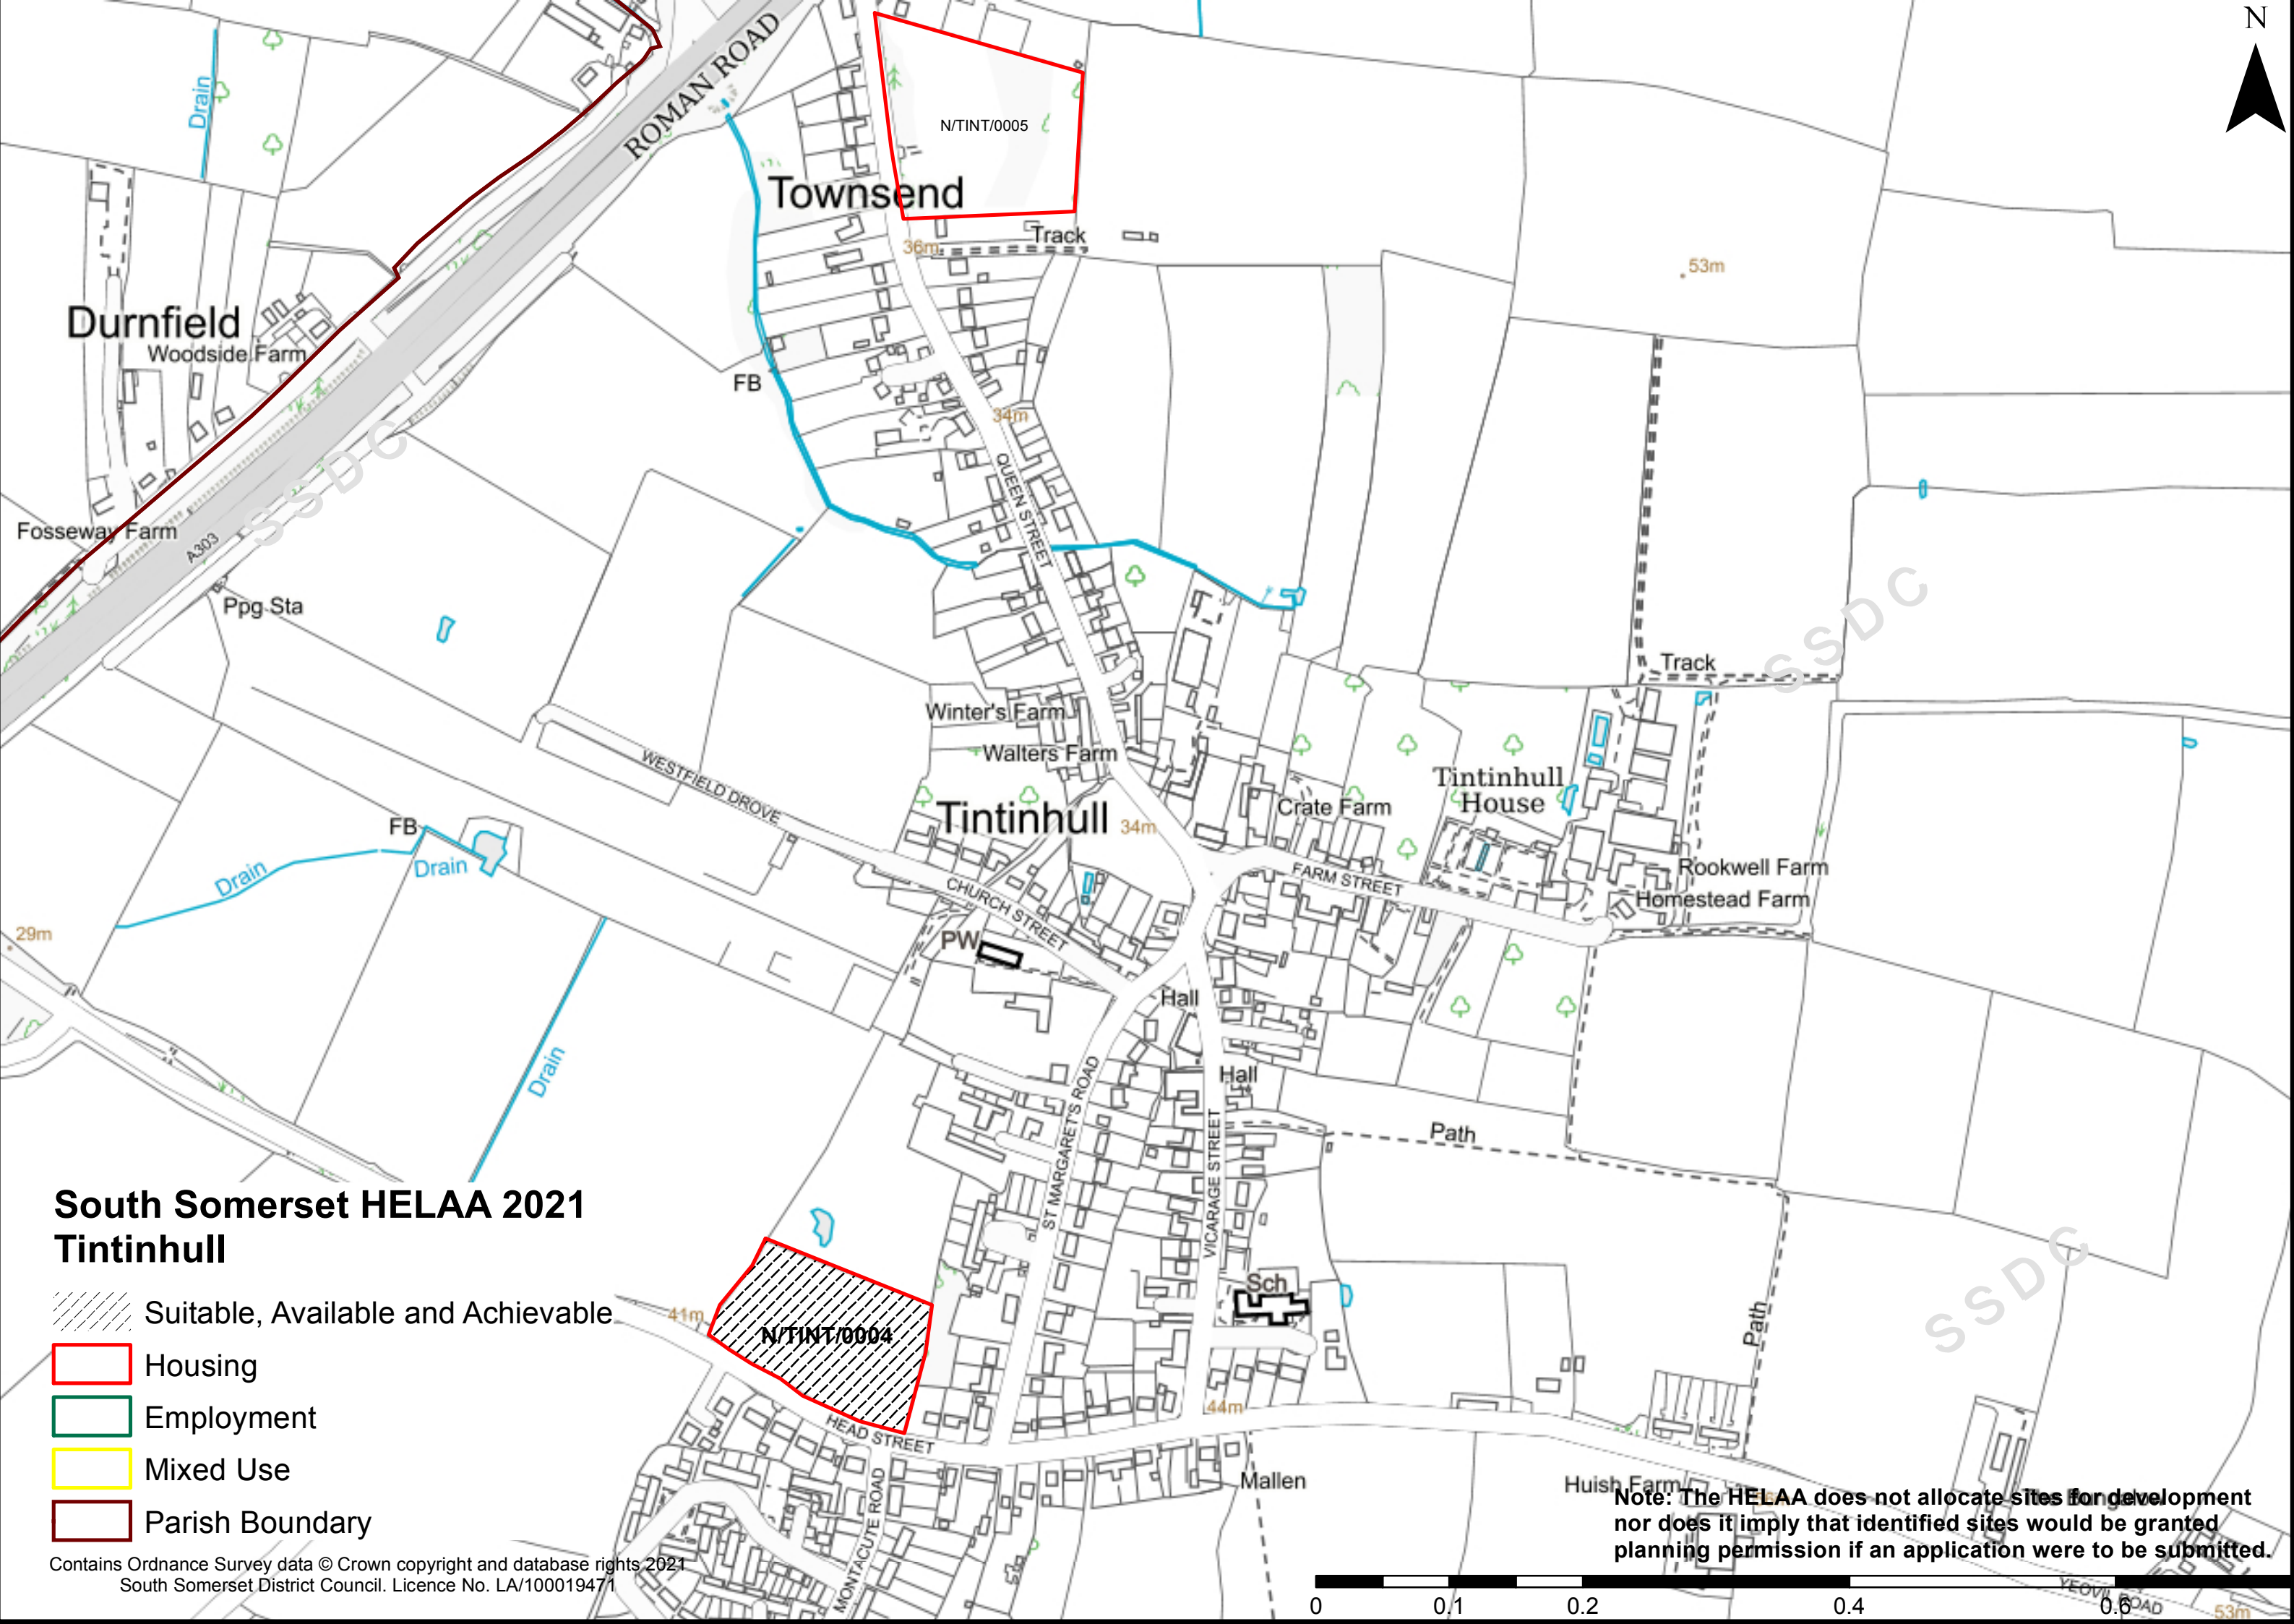 N
ROMAN ROAD
Drain
N/TINT/0005
Townsend
36m
Track
53m
Durnfield
Woodside Farm
FB
34m
QUEEN STREET
SSDC
Fosseway Farm
A303
Ppg Sta
SSDC
Track
Winter's Farm
Walters Farm
WESTFIELD DROVE
Tintinhull
34m
Crate Farm
Tintinhull
House
FB
Drain
Drain
CHURCH STREET
FARM STREET
Rookwell Farm
Homestead Farm
29m
PW
Hall
Drain
Hall
ST MARGARET'S ROAD
VICARAGE STREET
Path
South Somerset HELAA 2021
Tintinhull
Suitable, Available and Achievable
Housing
Employment
Mixed Use
Parish Boundary
41m
N/TINT/0004
Sch
Path
SSDC
HEAD STREET
44m
MONTACUTE ROAD
Mallen
Huish Farm
Note: The HELAA does not allocate sites for development
nor does it imply that identified sites would be granted
planning permission if an application were to be submitted.
Contains Ordnance Survey data © Crown copyright and database rights 2021
South Somerset District Council. Licence No. LA/100019471
YEOVIL ROAD
53m
0 0.1 0.2 0.4 0.6